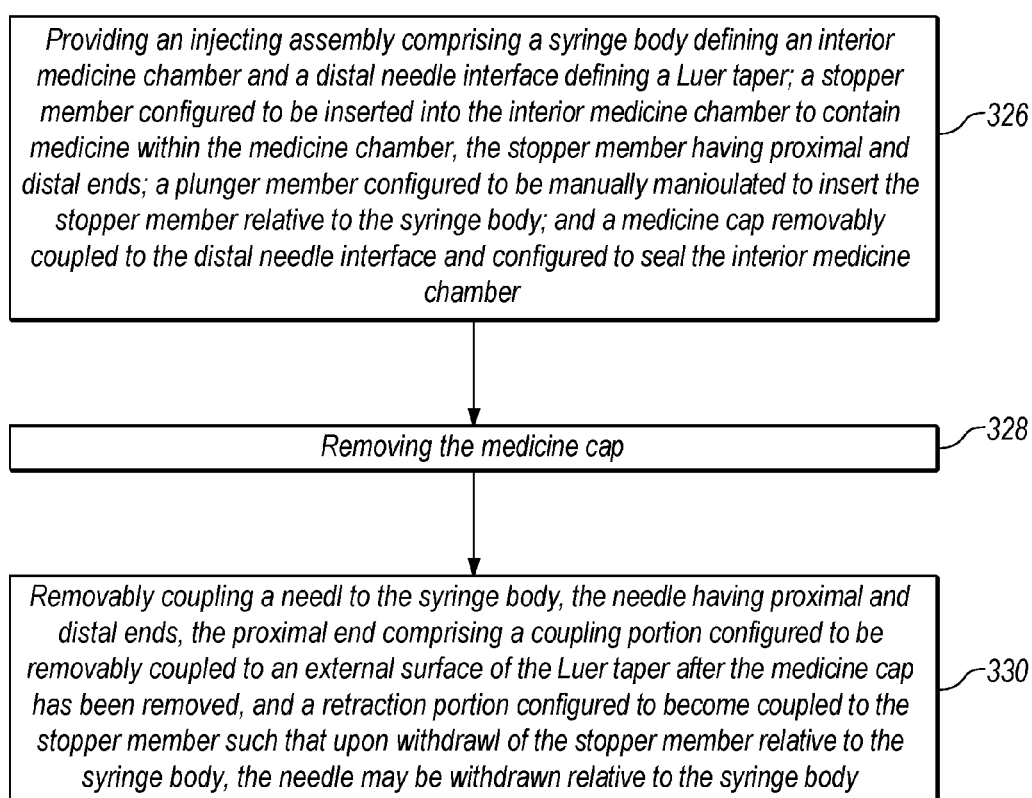 Providing an injecting assembly comprising a syringe body defining an interior
medicine chamber and a distal needle interface defining a Luer taper; a stopper
member configured to be inserted into the interior medicine chamber to contain
medicine within the medicine chamber, the stopper member having proximal and
distal ends; a plunger member configured to be manually manioulated to insert the
stopper member relative to the syringe body; and a medicine cap removably
coupled to the distal needle interface and configured to seal the interior medicine
chamber
326
Removing the medicine cap
328
Removably coupling a needl to the syringe body, the needle having proximal and
distal ends, the proximal end comprising a coupling portion configured to be
removably coupled to an external surface of the Luer taper after the medicine cap
has been removed, and a retraction portion configured to become coupled to the
stopper member such that upon withdrawl of the stopper member relative to the
syringe body, the needle may be withdrawn relative to the syringe body
330